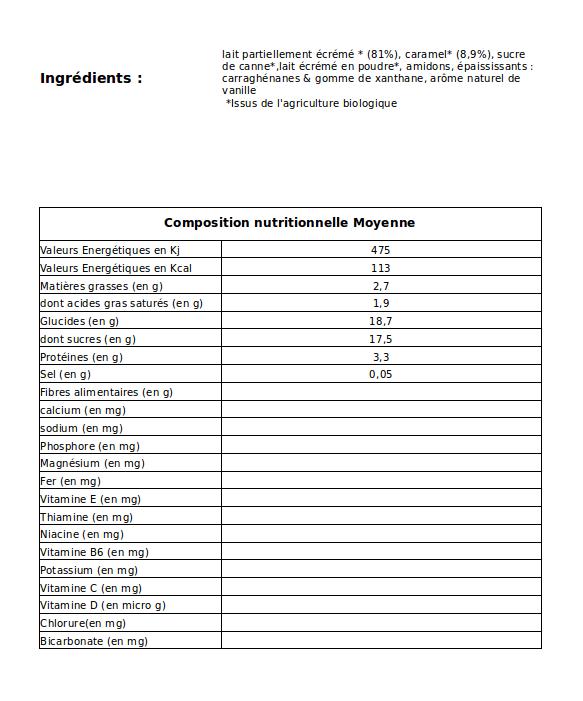 Ingrédients :
lait partiellement écrémé * (81%), caramel* (8,9%), sucre
de canne*,lait écrémé en poudre*, amidons, épaississants :
carraghénanes & gomme de xanthane, arôme naturel de
vanille
*Issus de l'agriculture biologique
Composition nutritionnelle Moyenne
Valeurs Energétiques en Kj 475
Valeurs Energétiques en Kcal 113
Matières grasses (en g) 2,7
dont acides gras saturés (en g) 1,9
Glucides (en g) 18,7
dont sucres (en g) 17,5
Protéines (en g) 3,3
Sel (en g) 0,05
Fibres alimentaires (en g)
calcium (en mg)
sodium (en mg)
Phosphore (en mg)
Magnésium (en mg)
Fer (en mg)
Vitamine E (en mg)
Thiamine (en mg)
Niacine (en mg)
Vitamine B6 (en mg)
Potassium (en mg)
Vitamine C (en mg)
Vitamine D (en micro g)
Chlorure(en mg)
Bicarbonate (en mg)